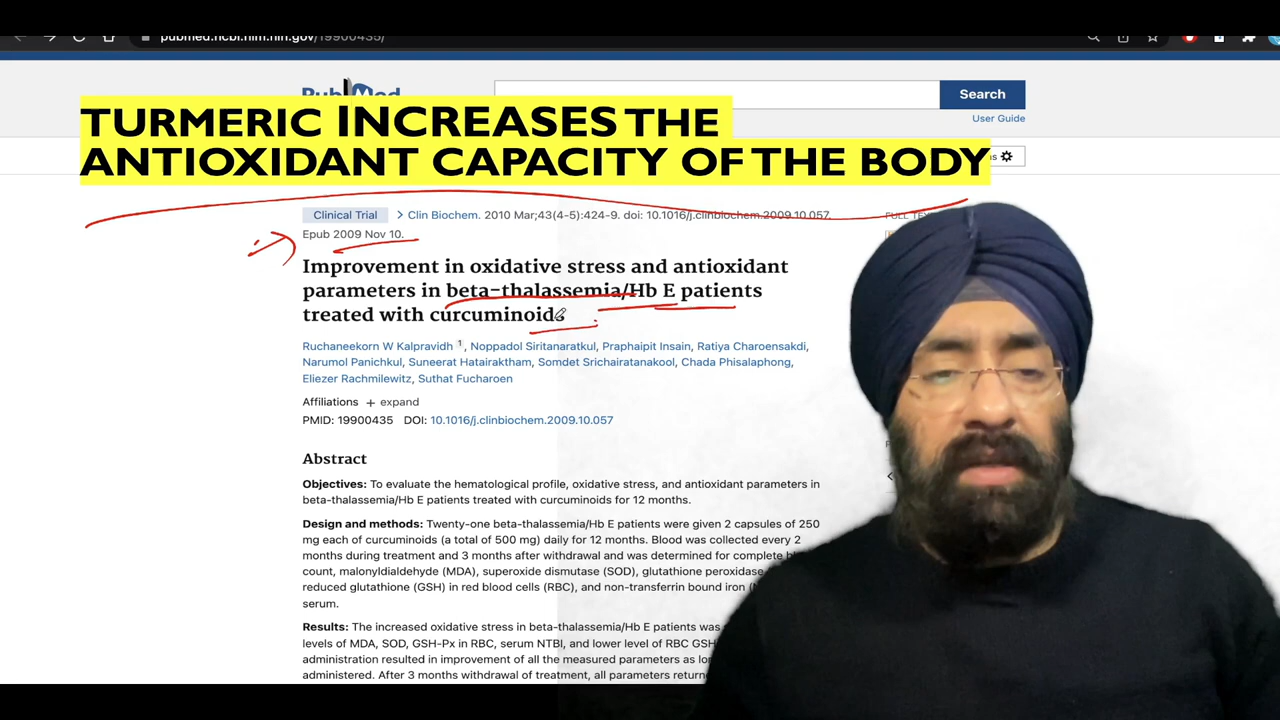 pubmed.ncbi.nlm.nih.gov/19900435/
PubMed
Search
User Guide
TURMERIC INCREASES THE
ANTIOXIDANT CAPACITY OF THE BODY
Clinical Trial > Clin Biochem. 2010 Mar;43(4-5):424-9. doi: 10.1016/j.clinbiochem.2009.10.057.
Epub 2009 Nov 10.
Improvement in oxidative stress and antioxidant
parameters in beta-thalassemia/Hb E patients
treated with curcuminoids
Ruchaneekorn W Kalpravidh 1, Noppadol Siritanaratkul, Praphaipit Insain, Ratiya Charoensakdi,
Narumol Panichkul, Suneerat Hatairaktham, Somdet Srichairatanakool, Chada Phisalaphong,
Eliezer Rachmilewitz, Suthat Fucharoen
Affiliations + expand
PMID: 19900435 DOI: 10.1016/j.clinbiochem.2009.10.057
Abstract
Objectives: To evaluate the hematological profile, oxidative stress, and antioxidant parameters in
beta-thalassemia/Hb E patients treated with curcuminoids for 12 months.
Design and methods: Twenty-one beta-thalassemia/Hb E patients were given 2 capsules of 250
mg each of curcuminoids (a total of 500 mg) daily for 12 months. Blood was collected every 2
months during treatment and 3 months after withdrawal and was determined for complete
count, malonyldialdehyde (MDA), superoxide dismutase (SOD), glutathione peroxidase
reduced glutathione (GSH) in red blood cells (RBC), and non-transferrin bound iron
serum.
Results: The increased oxidative stress in beta-thalassemia/Hb E patients was
levels of MDA, SOD, GSH-Px in RBC, serum NTBI, and lower level of RBC GSH
administration resulted in improvement of all the measured parameters as
administered. After 3 months withdrawal of treatment, all parameters